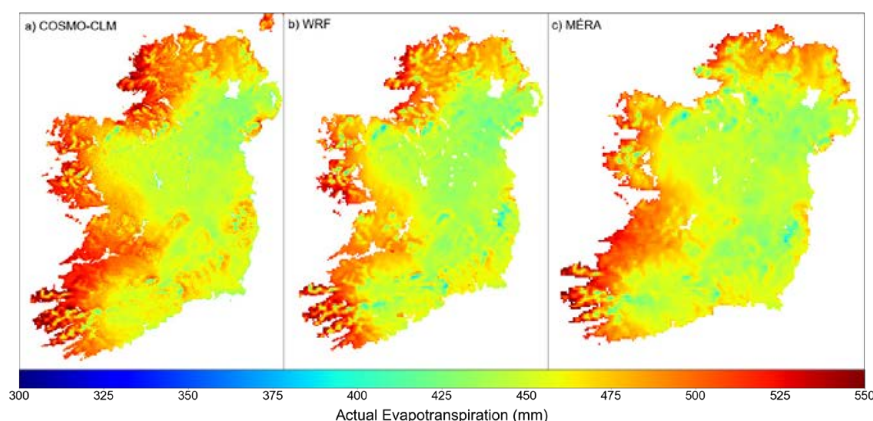 a) COSMO-CLM
b) WRF
c) MÉRA
300 325 350 375 400 425 450 475 500 525 550
Actual Evapotranspiration (mm)